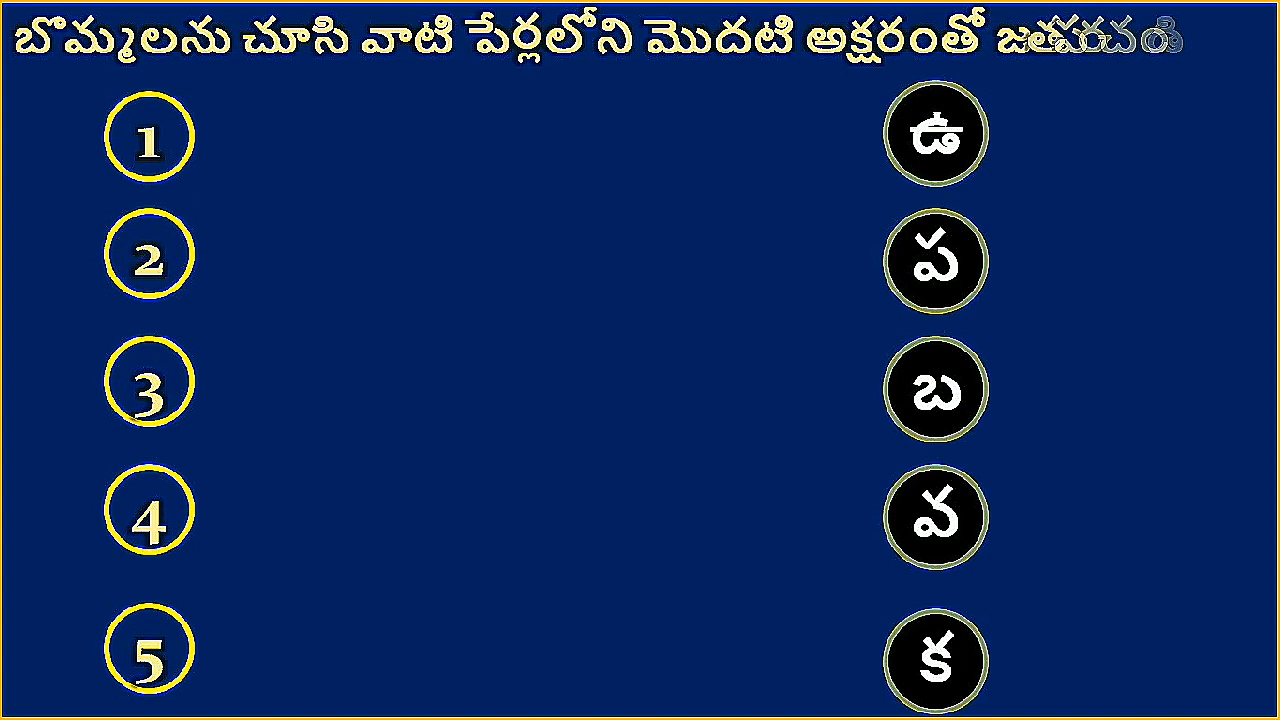 బొమ్మలను చూసి వాటి పేర్లలోని మొదటి అక్షరంతో
1 ఉ
2 ప
3 బ
4 వ
5 క